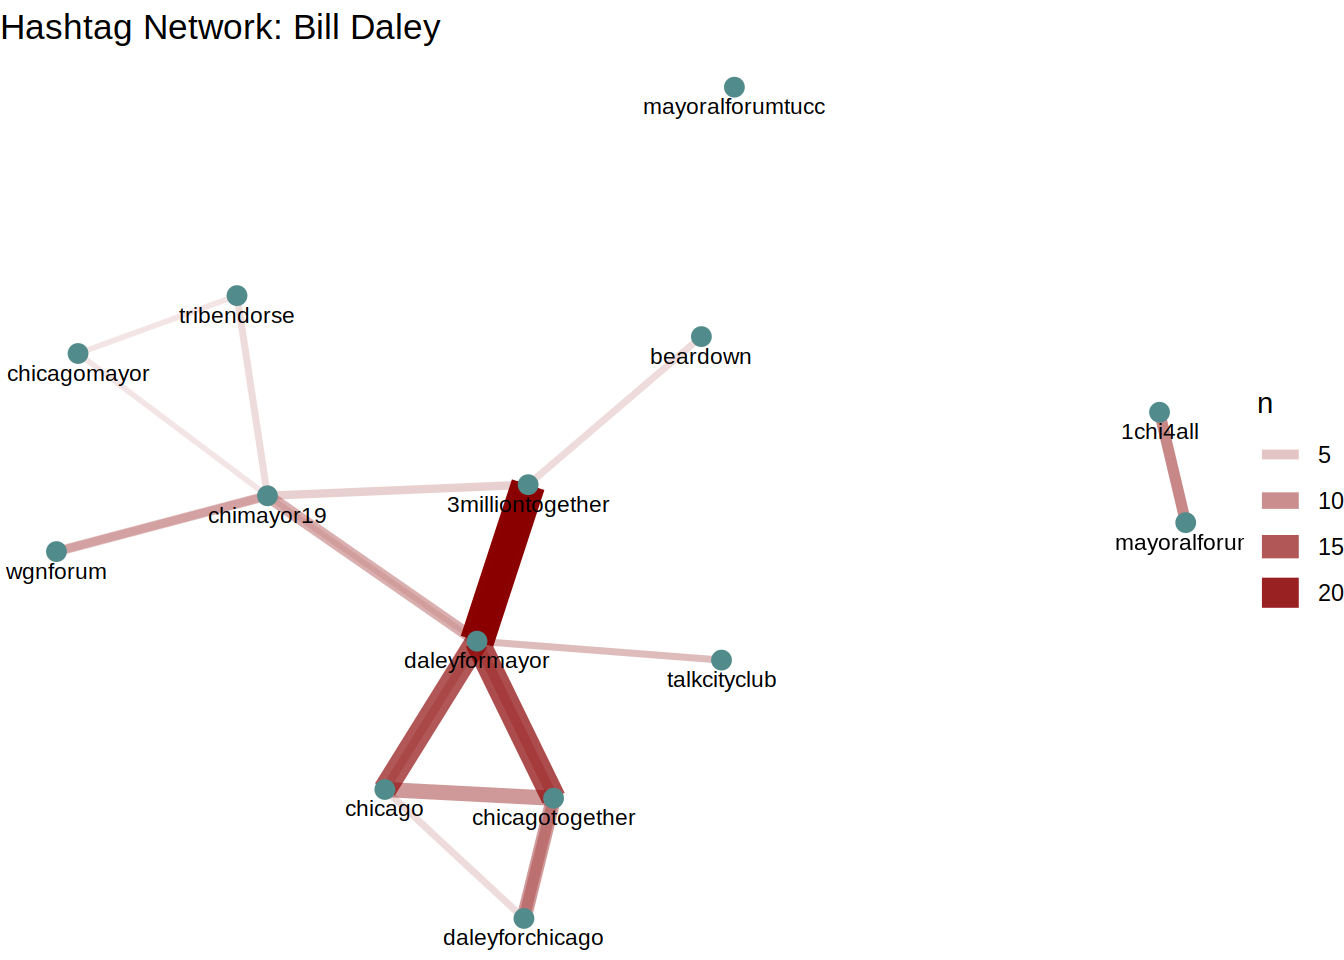 Hashtag Network: Bill Daley
mayoralforumtucc
tribendorse
beardown
chicagomayor
n
1chi4all
5
3milliontogether
10
chimayor19
mayoralforur
15
wgnforum
20
daleyformayor
talkcityclub
chicago
chicagotogether
daleyforchicago